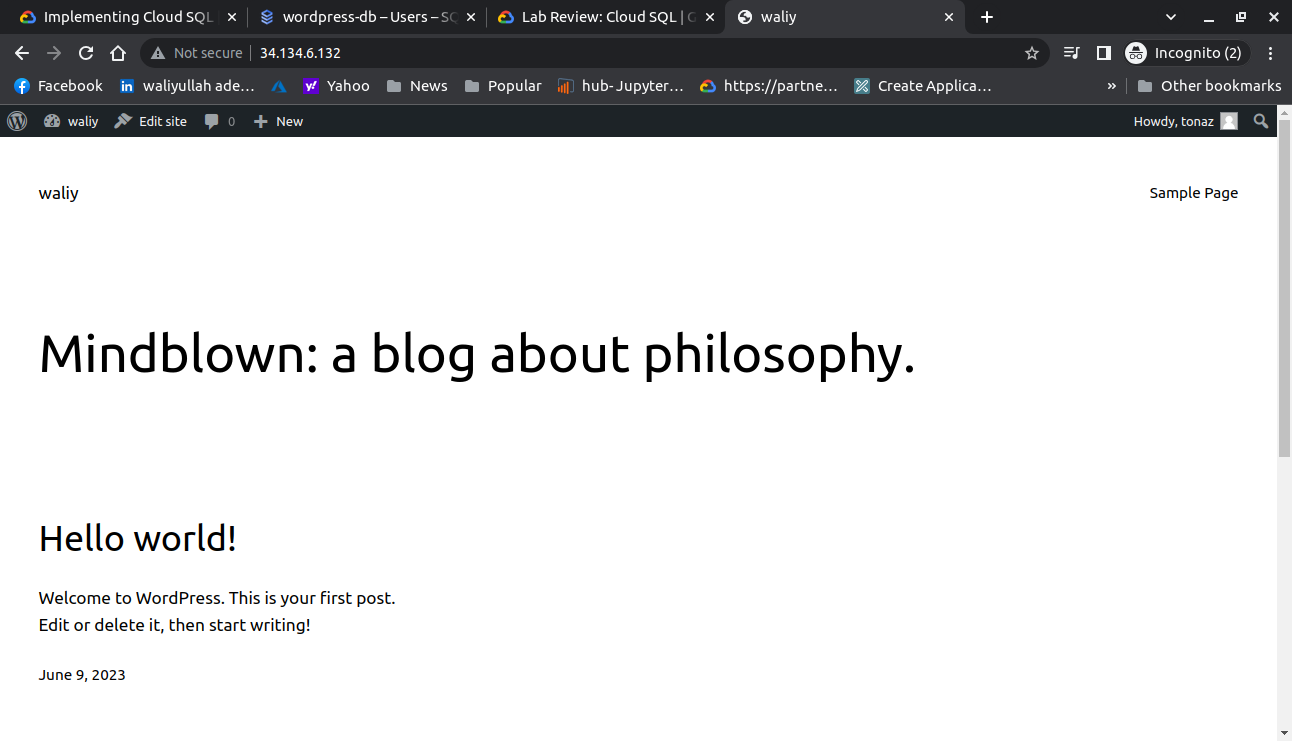 Implementing Cloud SQL
wordpress-db – Users – SQ
Lab Review: Cloud SQL | G
waliy
Not secure
34.134.6.132
Incognito (2)
Facebook
waliyullah ade…
Yahoo
News
Popular
hub- Jupyter…
https://partne…
Create Applica…
»
Other bookmarks
waliy
Edit site
0
New
Howdy, tonaz
waliy
Sample Page
Mindblown: a blog about philosophy.
Hello world!
Welcome to WordPress. This is your first post.
Edit or delete it, then start writing!
June 9, 2023